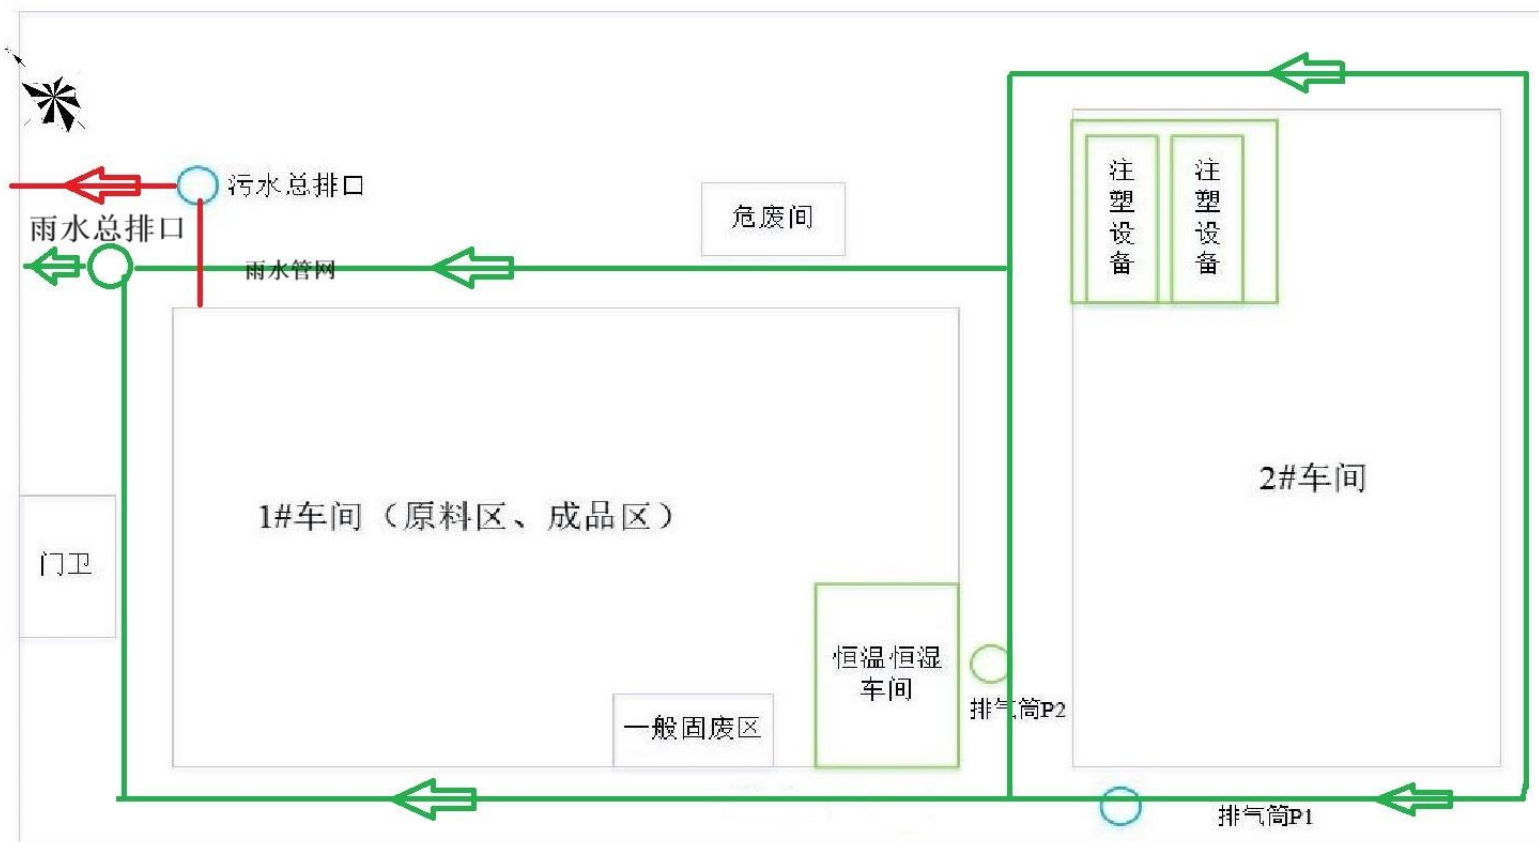 污水总排口
雨水总排口
雨水管网
危废间
注塑设备
注塑设备
2#车间
1#车间（原料区、成品区）
门卫
恒温恒湿
车间
排气筒P2
一般固废区
排气筒P1